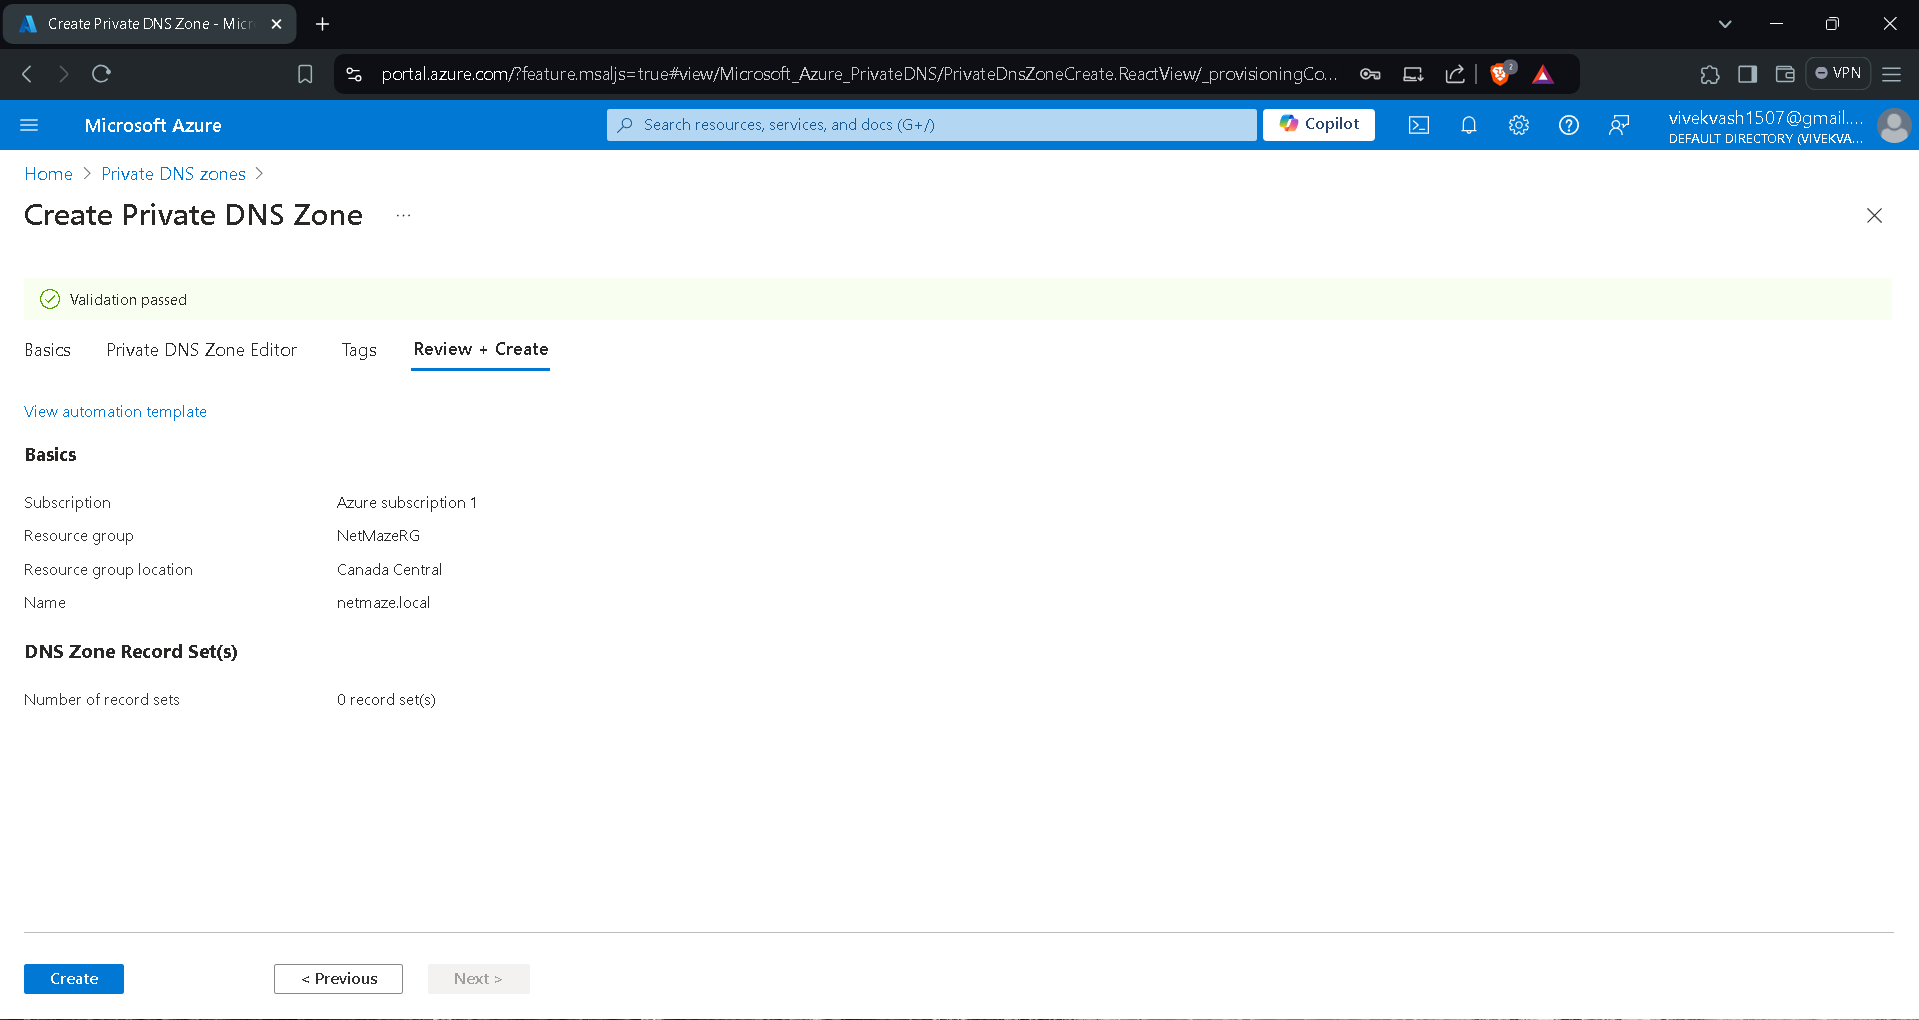 Create Private DNS Zone - Micr
portal.azure.com/?feature.msaljs=true#view/Microsoft_Azure_PrivateDNS/PrivateDnsZoneCreate.ReactView/_provisioningCo...
2
VPN
Microsoft Azure
Search resources, services, and docs (G+/)
Copilot
vivekvash1507@gmail....
DEFAULT DIRECTORY (VIVEKVA...
Home > Private DNS zones >
Create Private DNS Zone ...
Validation passed
Basics Private DNS Zone Editor Tags Review + Create
View automation template
Basics
Subscription Azure subscription 1
Resource group NetMazeRG
Resource group location Canada Central
Name netmaze.local
DNS Zone Record Set(s)
Number of record sets 0 record set(s)
Create < Previous Next >